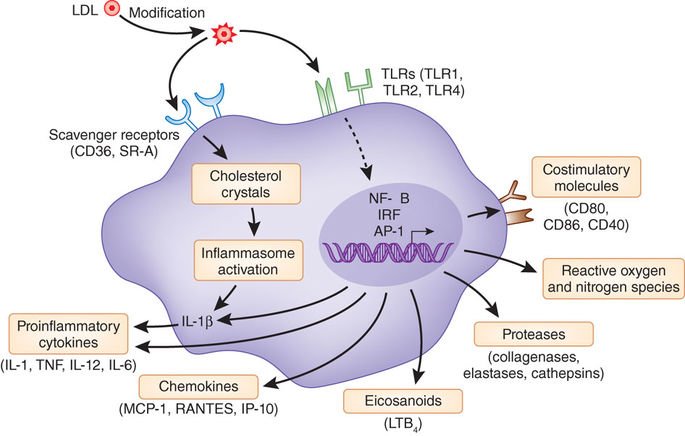 LDL
Modification
TLRs (TLR1,
TLR2, TLR4)
Scavenger receptors
(CD36, SR-A)
Cholesterol
crystals
Inflammasome
activation
IL-1β
NF- B
IRF
AP-1
Costimulatory
molecules
(CD80,
CD86, CD40)
Reactive oxygen
and nitrogen species
Proteases
(collagenases,
elastases, cathepsins)
Eicosanoids
(LTB4)
Chemokines
(MCP-1, RANTES, IP-10)
Proinflammatory
cytokines
(IL-1, TNF, IL-12, IL-6)